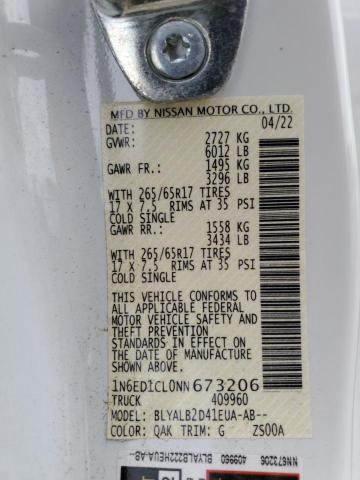 MFD BY NISSAN MOTOR CO., LTD.
DATE: 04/22
GVWR: 2727 KG
6012 LB
GAWR FR.: 1495 KG
3296 LB
WITH 265/65R17 TIRES
17 X 7.5 RIMS AT 35 PSI
COLD SINGLE
GAWR RR.: 1558 KG
3434 LB
WITH 265/65R17 TIRES
17 X 7.5 RIMS AT 35 PSI
COLD SINGLE
THIS VEHICLE CONFORMS TO
ALL APPLICABLE FEDERAL
MOTOR VEHICLE SAFETY AND
THEFT PREVENTION
STANDARDS IN EFFECT ON
THE DATE OF MANUFACTURE
SHOWN ABOVE.
1N6ED1CL0NN673206
TRUCK 409960
MODEL: BLYALB2D41EUA-AB--
COLOR: QAK TRIM: G ZS00A
NN673206 409960 BLYALB2222HEUA-AB--